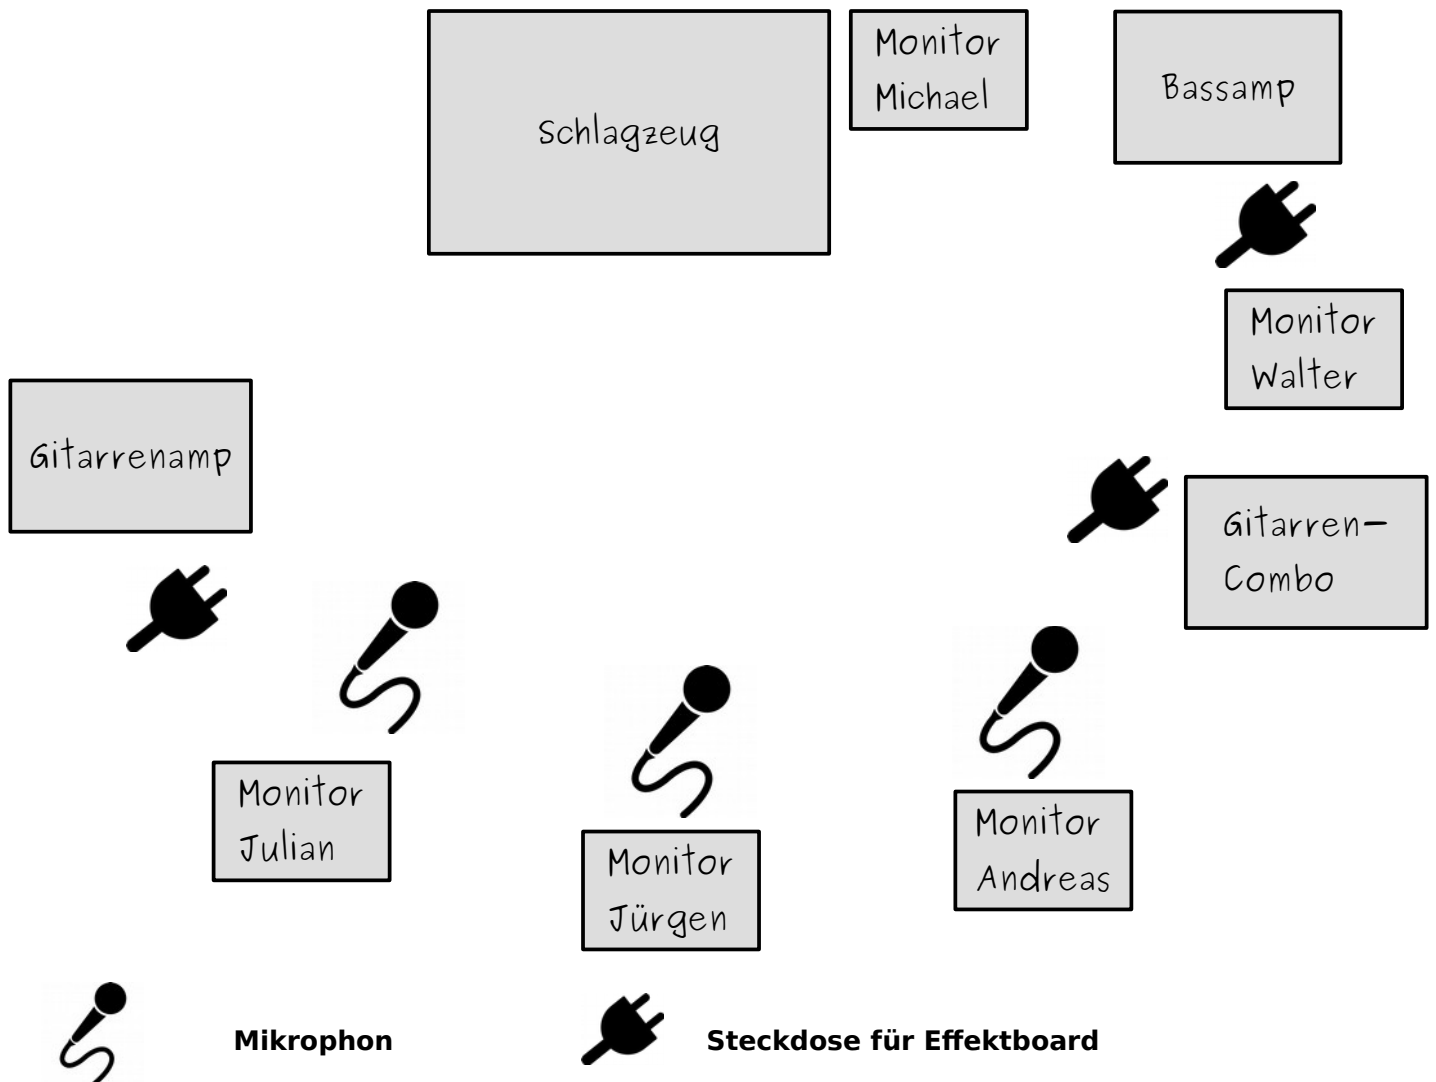 Schlagzeug
Monitor
Michael
Bassamp
Monitor
Walter
Gitarrenamp
Gitarren-
Combo
Monitor
Julian
Monitor
Jürgen
Monitor
Andreas
Mikrophon
Steckdose für Effektboard